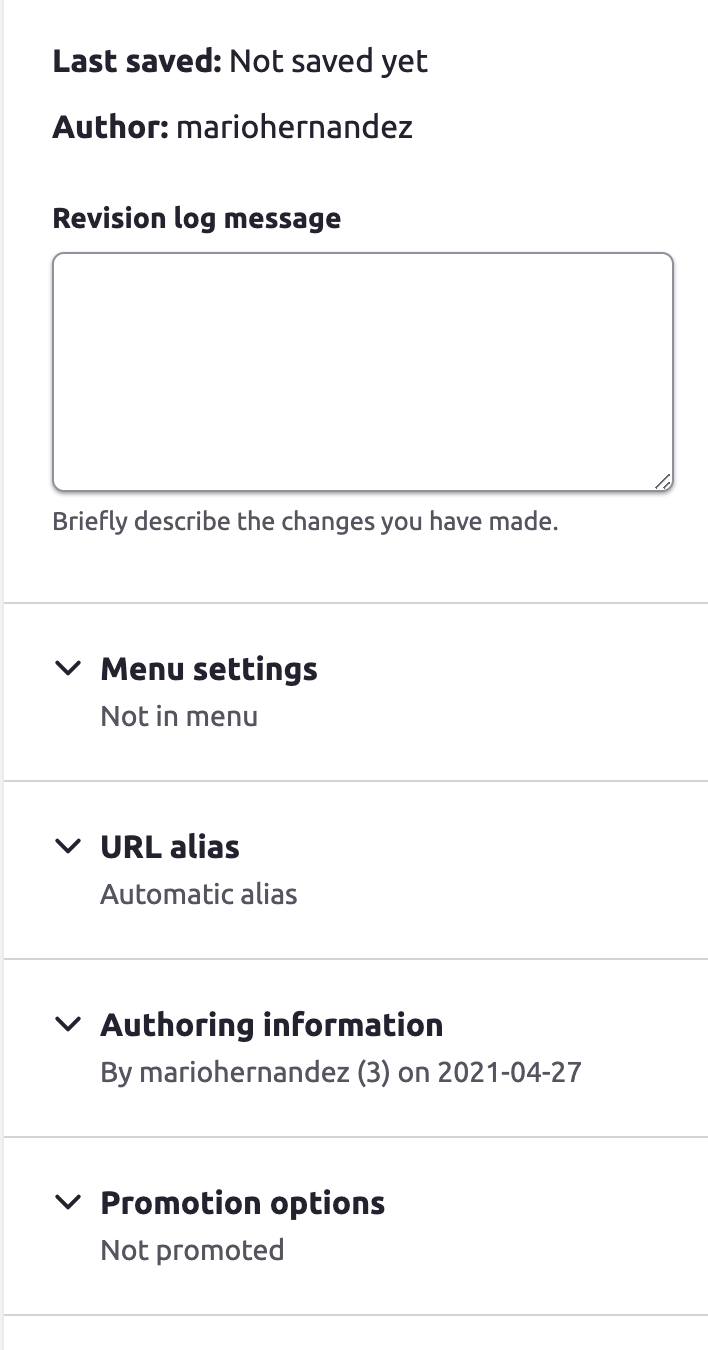 Last saved: Not saved yet
Author: mariohernandez
Revision log message
Briefly describe the changes you have made.
Menu settings
Not in menu
URL alias
Automatic alias
Authoring information
By mariohernandez (3) on 2021-04-27
Promotion options
Not promoted